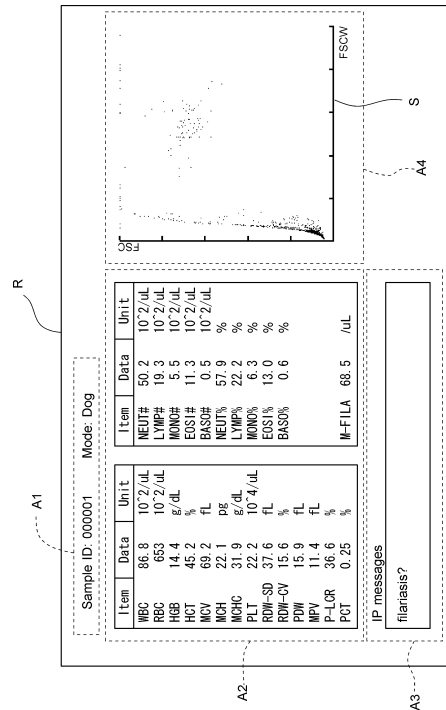 R
A1
Sample ID: 000001 Mode: Dog
Item Data Unit
WBC 86.8 10^2/uL
RBC 653 10^2/uL
HGB 14.4 g/dL
HCT 45.2 %
MCV 69.2 fL
MCH 22.1 pg
MCHC 31.9 g/dL
PLT 22.2 10^4/uL
RDW-SD 37.6 fL
RDW-CV 15.6 %
PDW 15.9 fL
MPV 11.4 fL
P-LCR 36.6 %
PCT 0.25 %
Item Data Unit
NEUT# 50.2 10^2/uL
LYMP# 19.3 10^2/uL
MONO# 5.5 10^2/uL
EOSI# 11.3 10^2/uL
BASO# 0.5 10^2/uL
NEUT% 57.9 %
LYMP% 22.2 %
MONO% 6.3 %
EOSI% 13.0 %
BASO% 0.6 %
M-FILA 68.5 /uL
FSC
FSCW
S
A4
A2
IP messages
filariasis?
A3